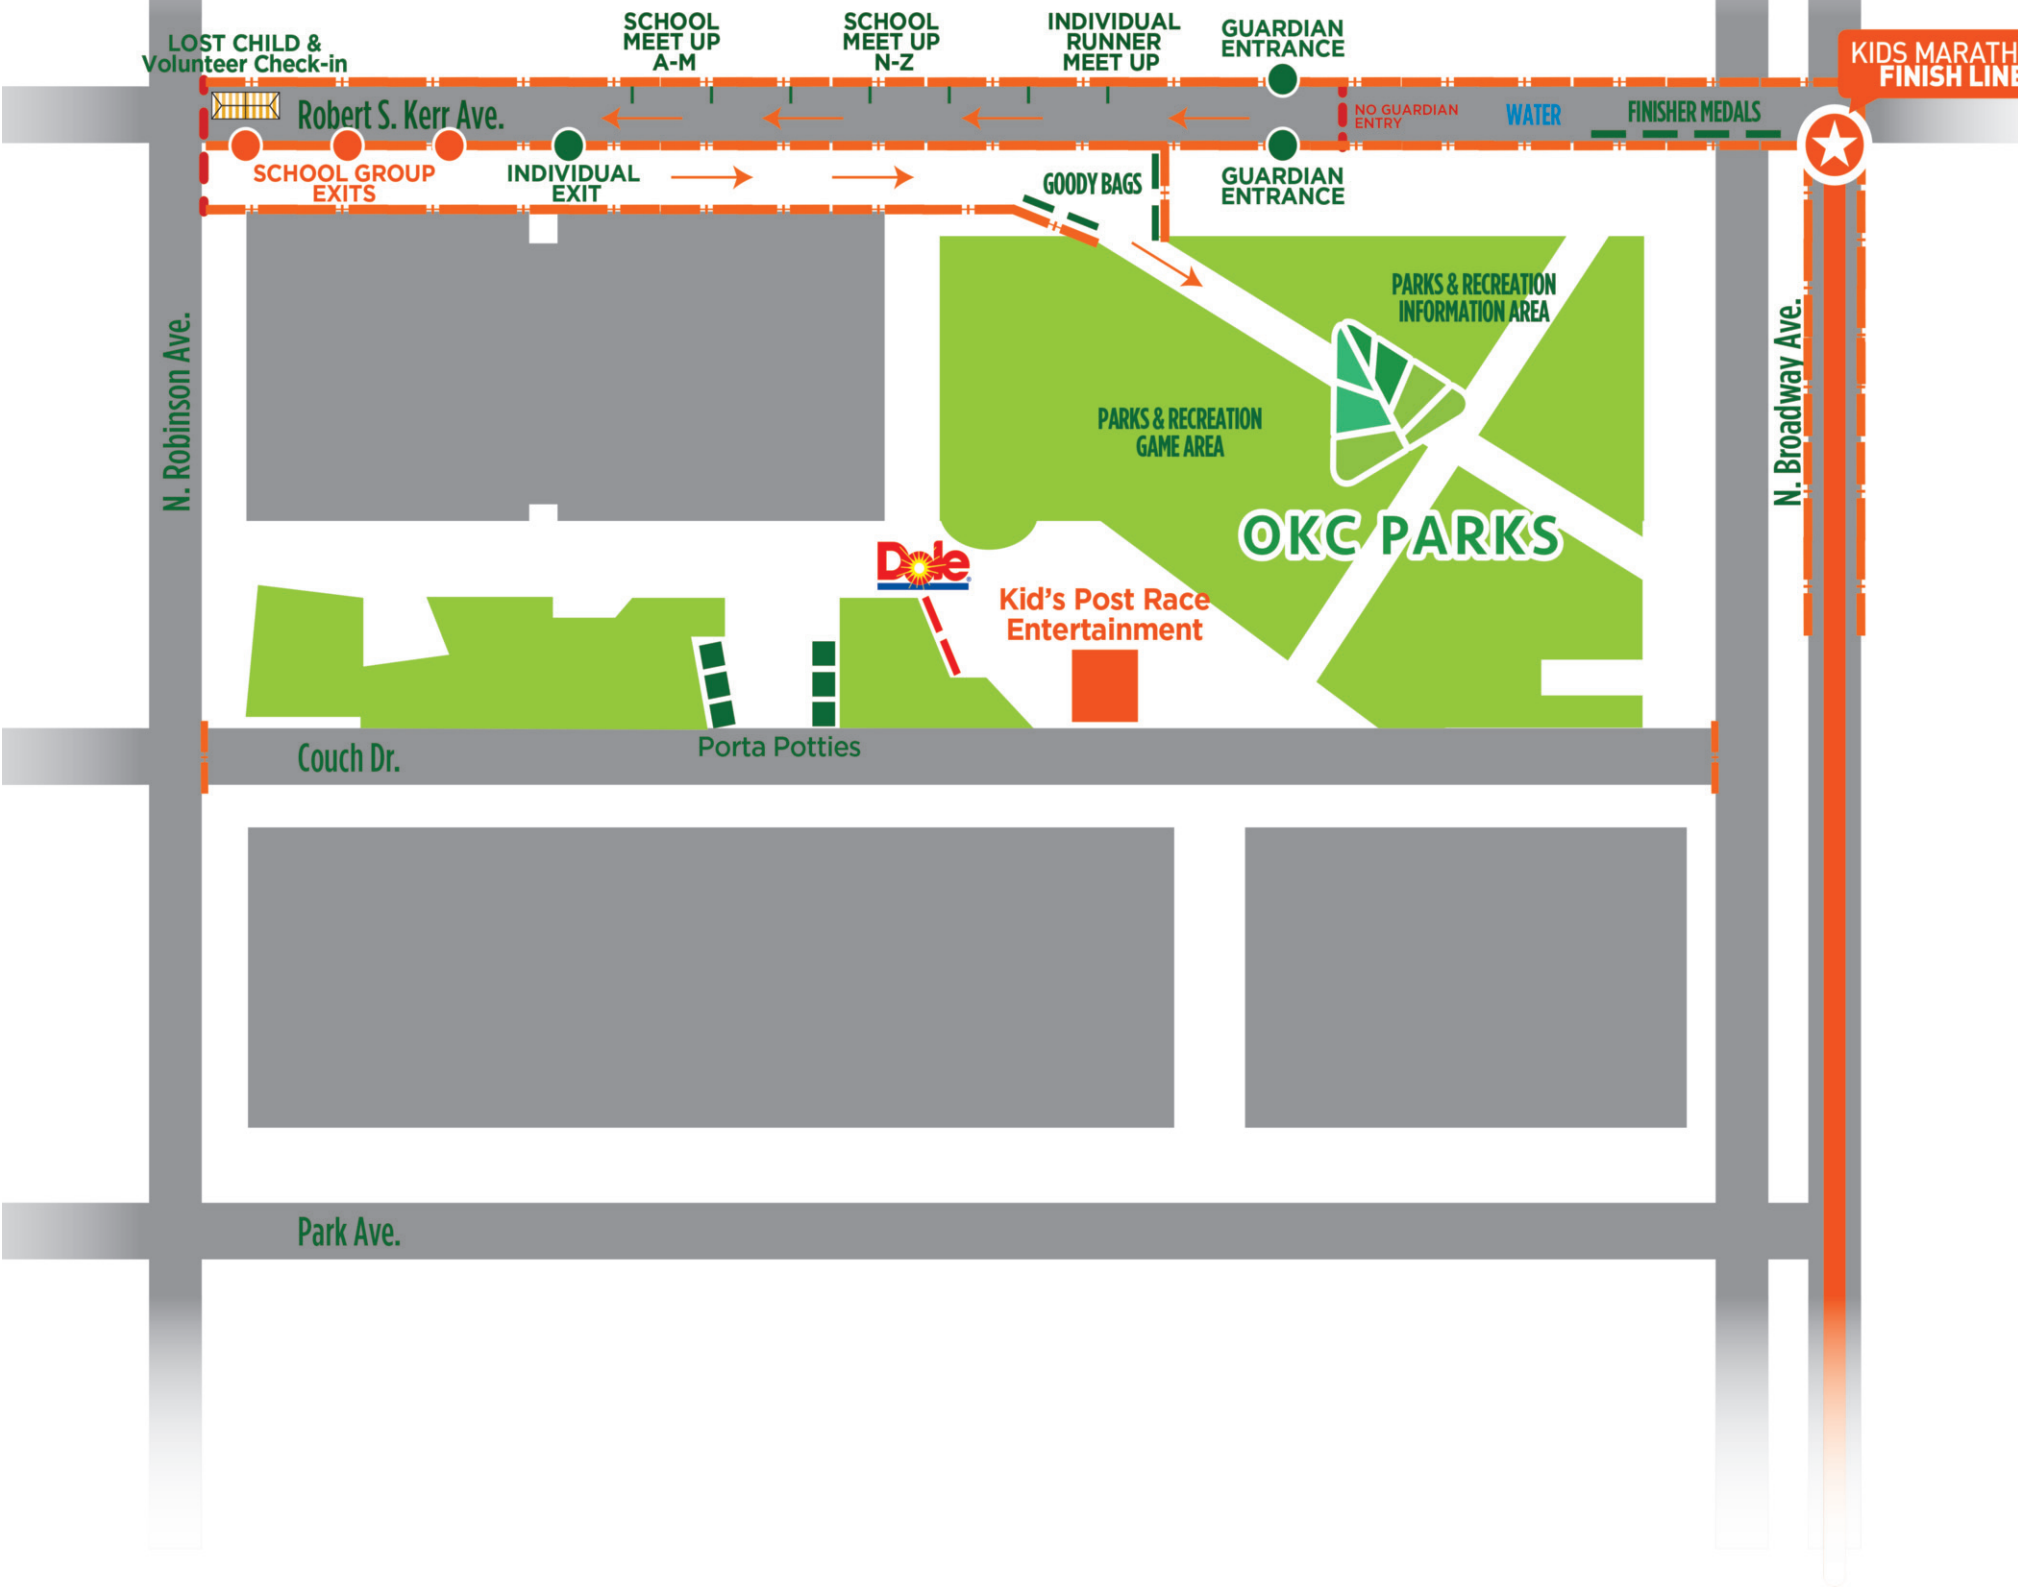 LOST CHILD &
Volunteer Check-in
SCHOOL
MEET UP
A-M
SCHOOL
MEET UP
N-Z
INDIVIDUAL
RUNNER
MEET UP
GUARDIAN
ENTRANCE
KIDS MARATH
FINISH LINE
Robert S. Kerr Ave.
NO GUARDIAN
ENTRY
WATER
FINISHER MEDALS
SCHOOL GROUP
EXITS
INDIVIDUAL
EXIT
GOODY BAGS
GUARDIAN
ENTRANCE
PARKS & RECREATION
INFORMATION AREA
N. Robinson Ave.
N. Broadway Ave.
PARKS & RECREATION
GAME AREA
OKC PARKS
Dole
Kid's Post Race
Entertainment
Porta Potties
Couch Dr.
Park Ave.